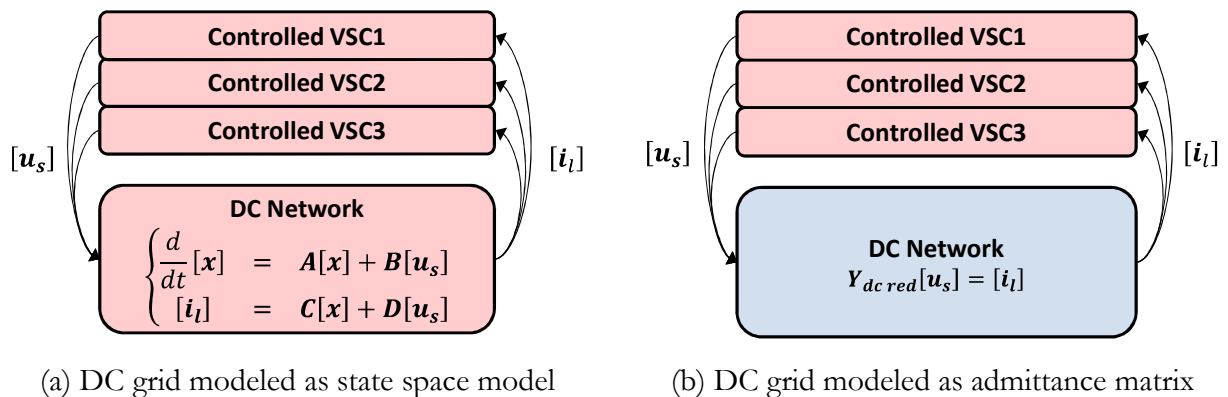 Controlled VSC1
Controlled VSC2
Controlled VSC3
[u_s]
[i_l]
DC Network
d/dt [x] = A[x] + B[u_s]
[i_l] = C[x] + D[u_s]
(a) DC grid modeled as state space model
Controlled VSC1
Controlled VSC2
Controlled VSC3
[u_s]
[i_l]
DC Network
Y_{dc red}[u_s] = [i_l]
(b) DC grid modeled as admittance matrix